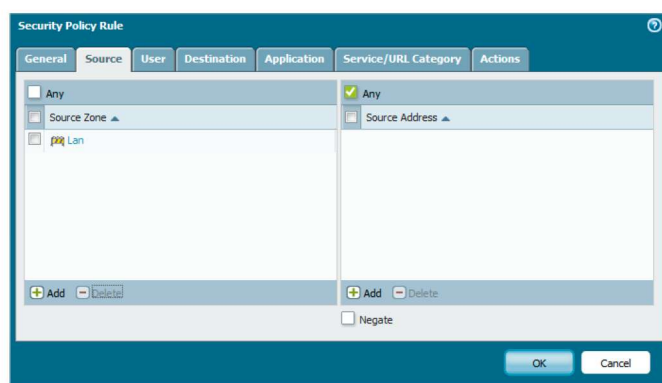 Security Policy Rule
General Source User Destination Application Service/URL Category Actions
Any Any
Source Zone Source Address
Lan
Add Delete Add Delete
Negate
OK Cancel